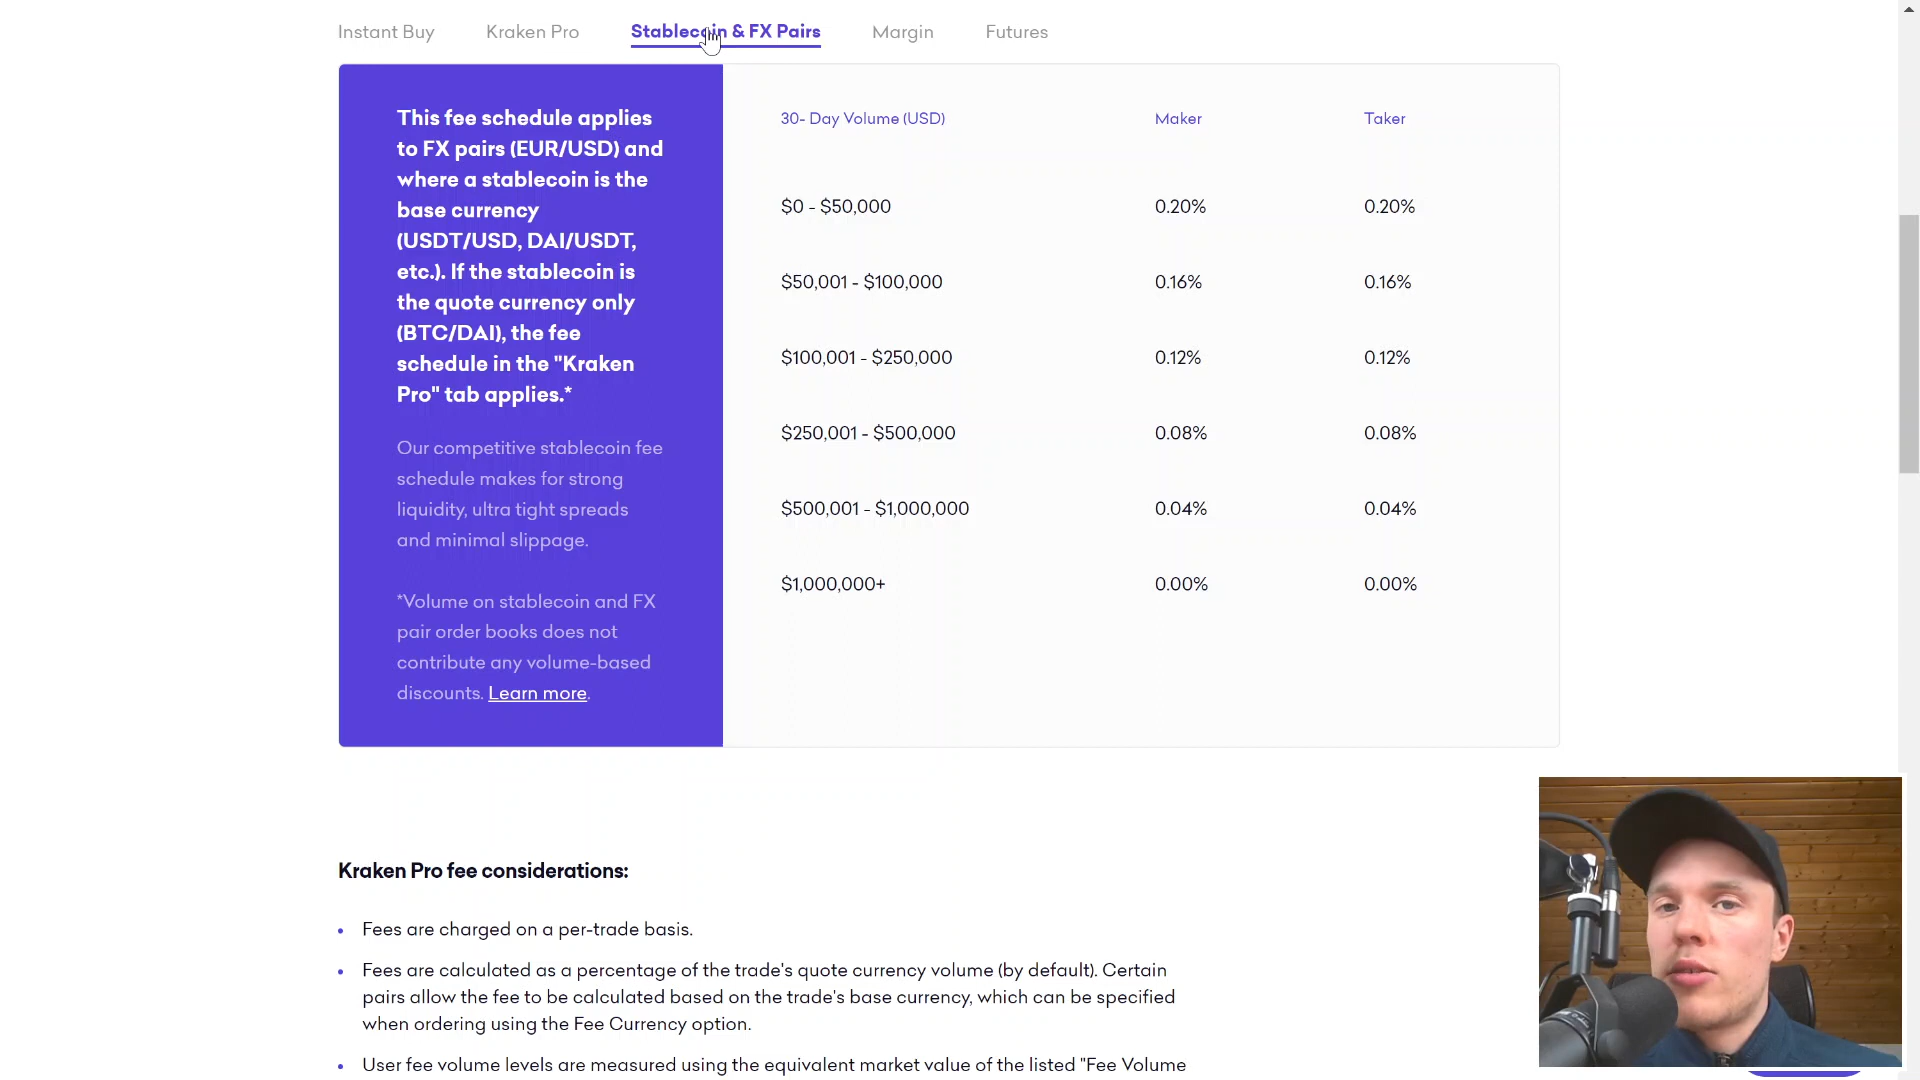 Instant Buy Kraken Pro Stablecoin & FX Pairs Margin Futures
This fee schedule applies
to FX pairs (EUR/USD) and
where a stablecoin is the
base currency
(USDT/USD, DAI/USDT,
etc.). If the stablecoin is
the quote currency only
(BTC/DAI), the fee
schedule in the "Kraken
Pro" tab applies.*
Our competitive stablecoin fee
schedule makes for strong
liquidity, ultra tight spreads
and minimal slippage.
*Volume on stablecoin and FX
pair order books does not
contribute any volume-based
discounts. Learn more.
30- Day Volume (USD) Maker Taker
$0 - $50,000 0.20% 0.20%
$50,001 - $100,000 0.16% 0.16%
$100,001 - $250,000 0.12% 0.12%
$250,001 - $500,000 0.08% 0.08%
$500,001 - $1,000,000 0.04% 0.04%
$1,000,000+ 0.00% 0.00%
Kraken Pro fee considerations:
Fees are charged on a per-trade basis.
Fees are calculated as a percentage of the trade's quote currency volume (by default). Certain
pairs allow the fee to be calculated based on the trade's base currency, which can be specified
when ordering using the Fee Currency option.
User fee volume levels are measured using the equivalent market value of the listed "Fee Volume